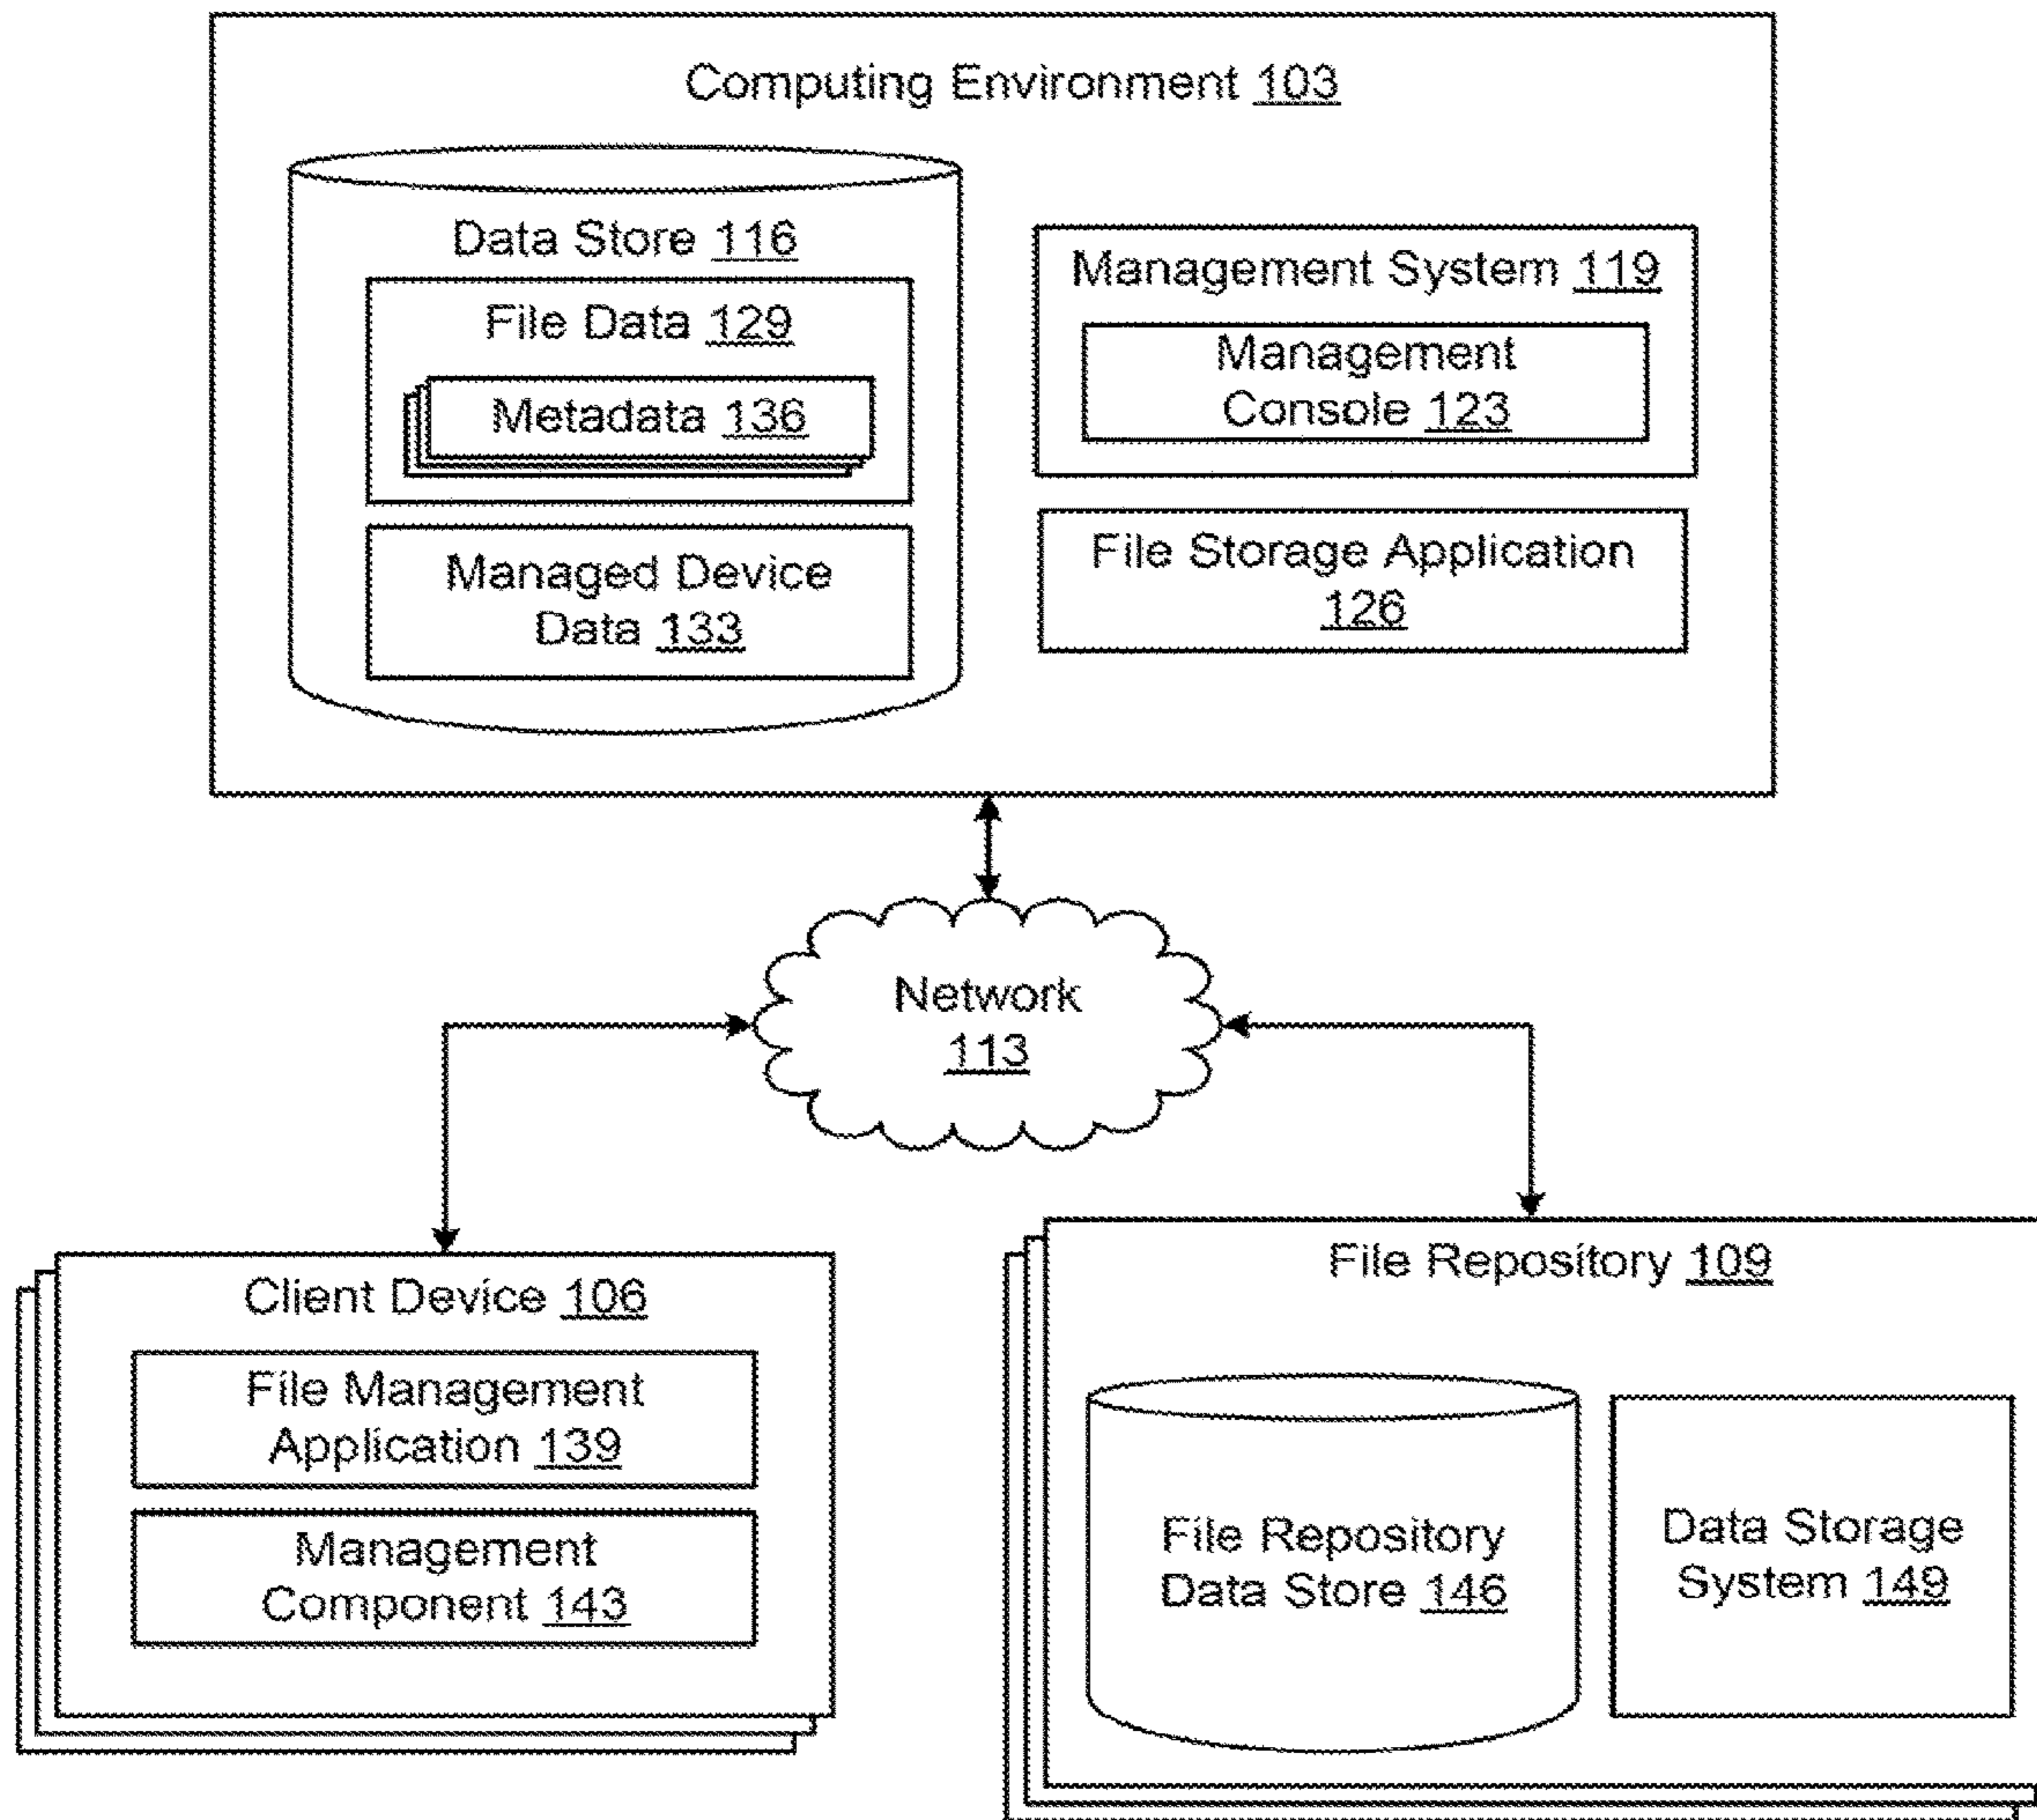 Computing Environment 103
Data Store 116
File Data 129
Metadata 136
Managed Device
Data 133
Management System 119
Management
Console 123
File Storage Application
126
Network
113
Client Device 106
File Management
Application 139
Management
Component 143
File Repository 109
File Repository
Data Store 146
Data Storage
System 149